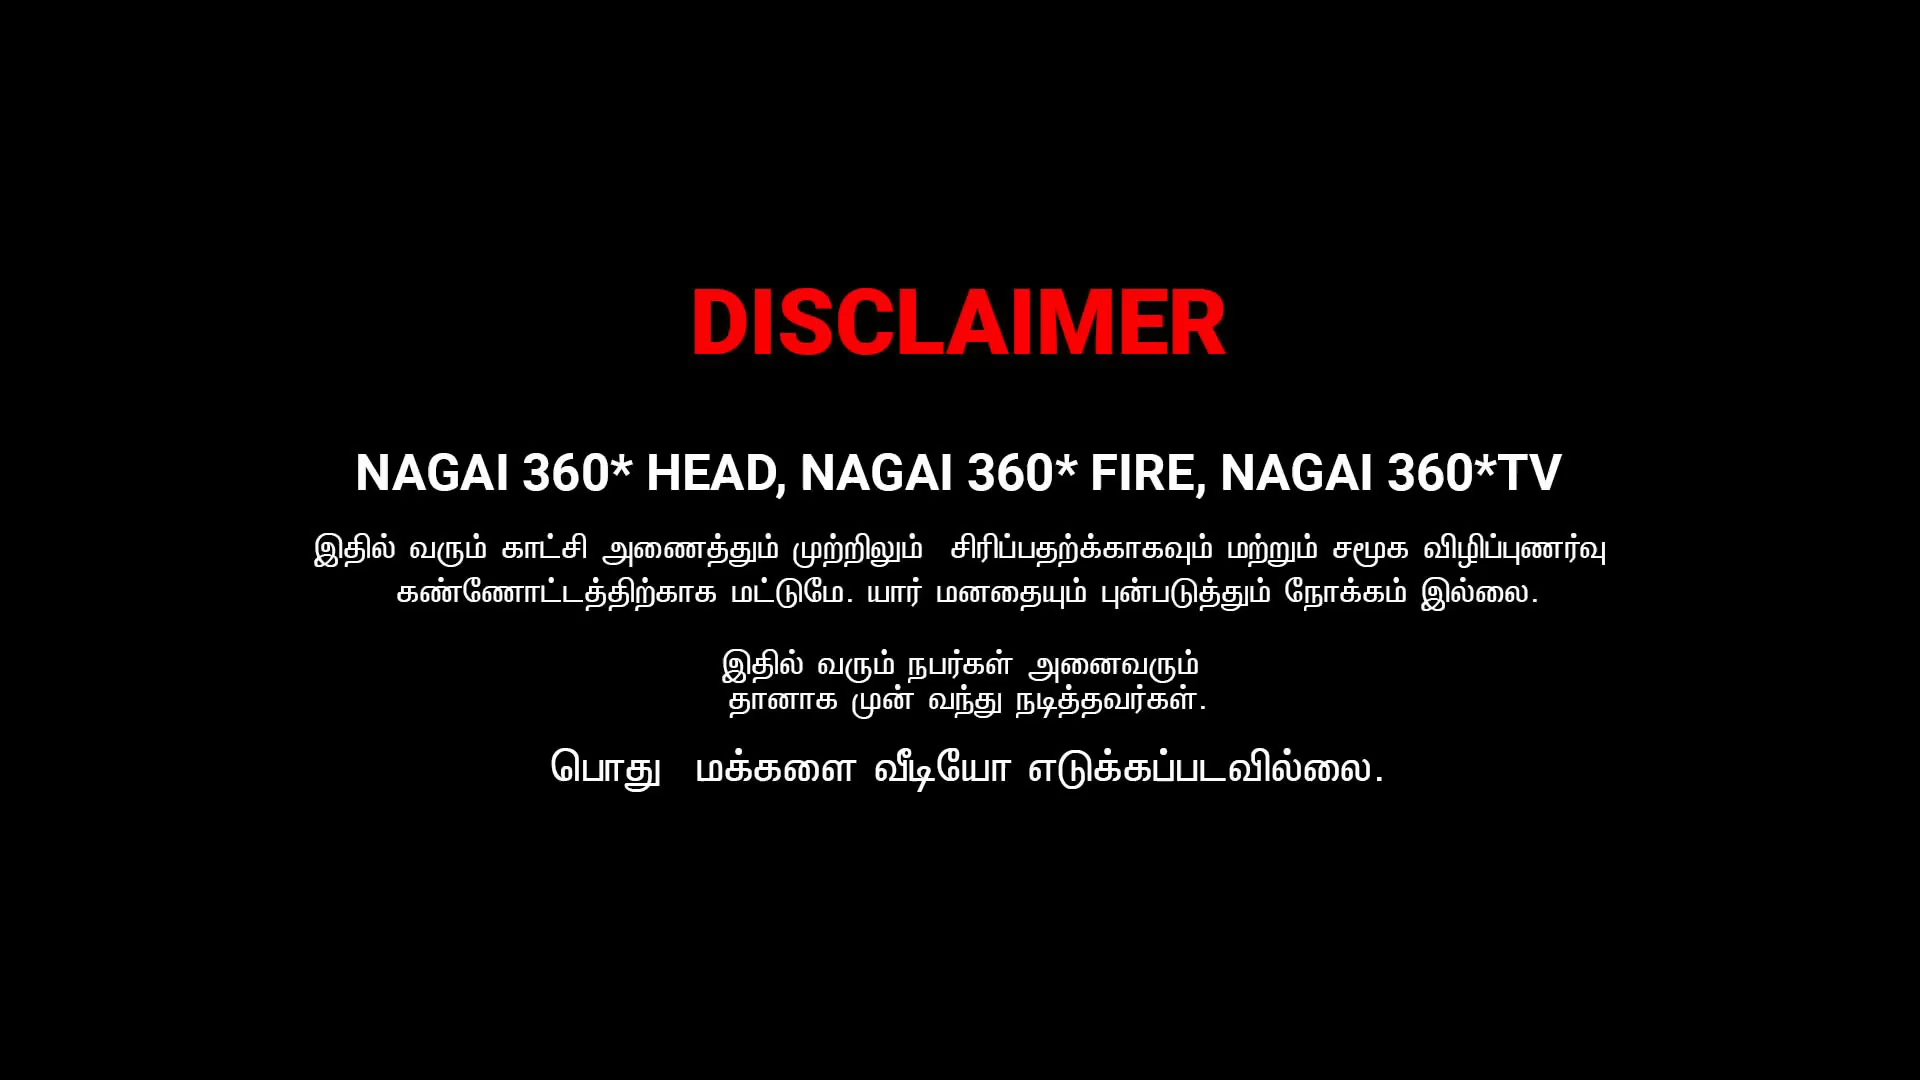 DISCLAIMER
NAGAI 360* HEAD, NAGAI 360* FIRE, NAGAI 360*TV
இதில் வரும் காட்சி அணைத்தும் முற்றிலும் சிரிப்பதற்க்காகவும் மற்றும் சமூக விழிப்புணர்வு
கண்ணோட்டத்திற்காக மட்டுமே. யார் மனதையும் புன்படுத்தும் நோக்கம் இல்லை.
இதில் வரும் நபர்கள் அனைவரும்
தானாக முன் வந்து நடித்தவர்கள்.
பொது மக்களை வீடியோ எடுக்கப்படவில்லை.